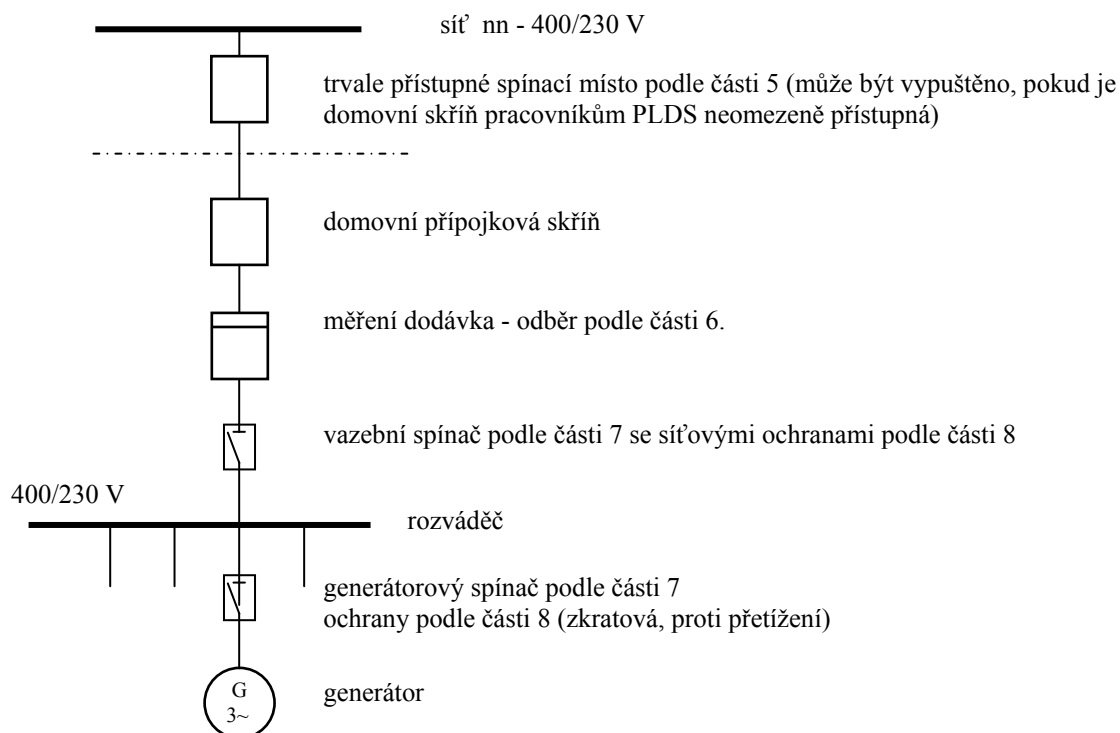 síť nn - 400/230 V
trvale přístupné spínací místo podle části 5 (může být vypuštěno, pokud je
domovní skříň pracovníkům PLDS neomezeně přístupná)
domovní přípojková skříň
měření dodávka - odběr podle části 6.
vazební spínač podle části 7 se síťovými ochranami podle části 8
400/230 V
rozváděč
generátorový spínač podle části 7
ochrany podle části 8 (zkratová, proti přetížení)
G
3~
generátor